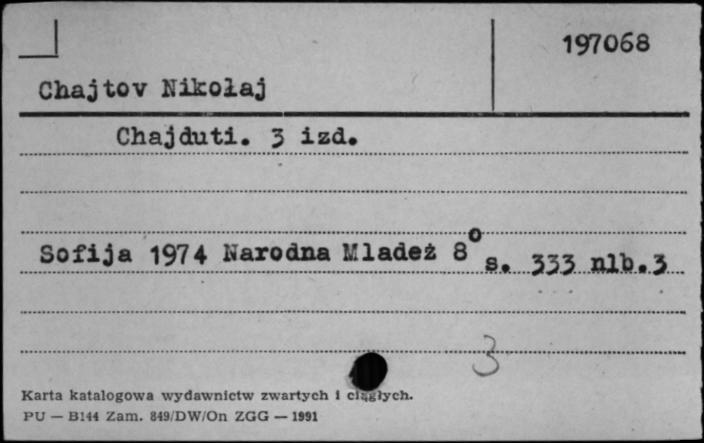 197068
Chajtov Nikołaj
Chajduti. 3 izd.
Sofija 1974 Narodna Mladeż 8° s. 333 nlb.3
3
Karta katalogowa wydawnictw zwartych i ciągłych.
PU — B144 Zam. 849/DW/On ZGG — 1991